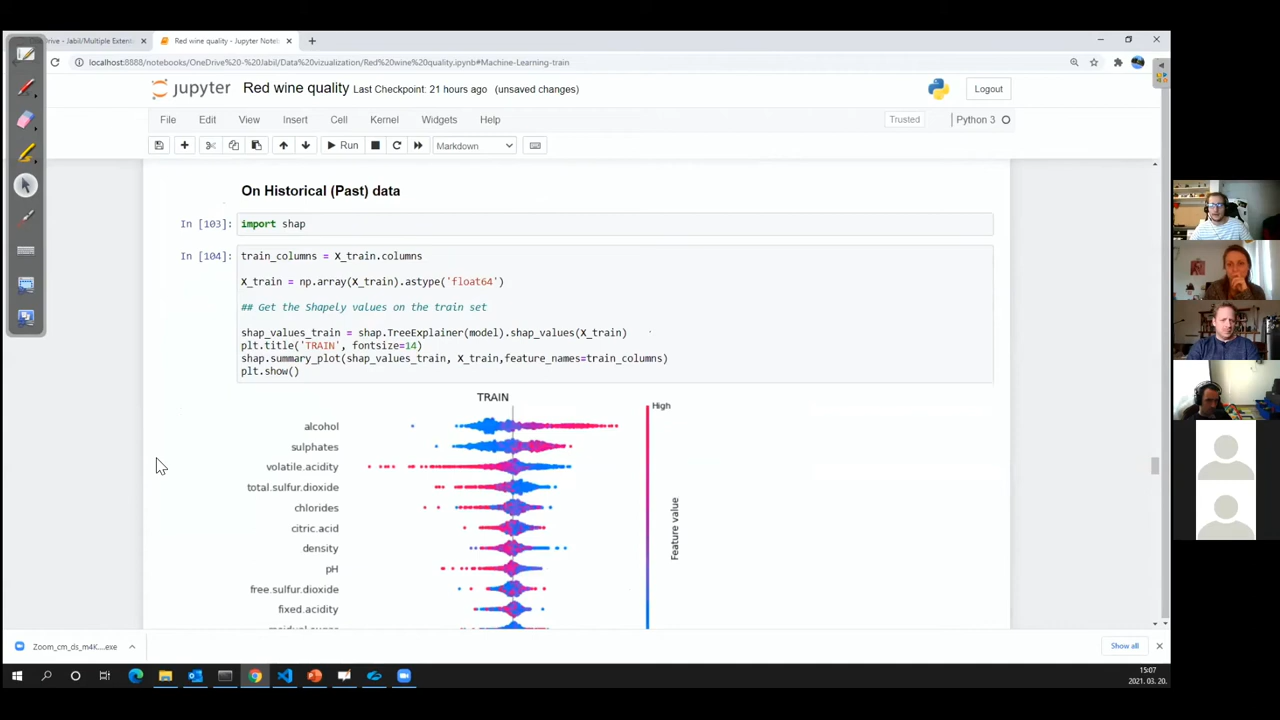 rive - Jabil/Multiple Extent
Red wine quality - Jupyter Noteb
localhost:8888/notebooks/OneDrive%20-%20Jabil/Data%20vizualization/Red%20wine%20quality.ipynb#Machine-Learning-train
jupyter Red wine quality Last Checkpoint: 21 hours ago (unsaved changes)
Logout
File Edit View Insert Cell Kernel Widgets Help
Trusted
Python 3
Run
Markdown
On Historical (Past) data
In [103]: import shap
In [104]: train_columns = X_train.columns
X_train = np.array(X_train).astype('float64')
## Get the Shapely values on the train set
shap_values_train = shap.TreeExplainer(model).shap_values(X_train)
plt.title('TRAIN', fontsize=14)
shap.summary_plot(shap_values_train, X_train,feature_names=train_columns)
plt.show()
TRAIN
High
alcohol
sulphates
volatile.acidity
total.sulfur.dioxide
chlorides
citric.acid
density
pH
free.sulfur.dioxide
fixed.acidity
Feature value
Zoom_cm_ds_m4K....exe
Show all
15:07
2021. 03. 20.